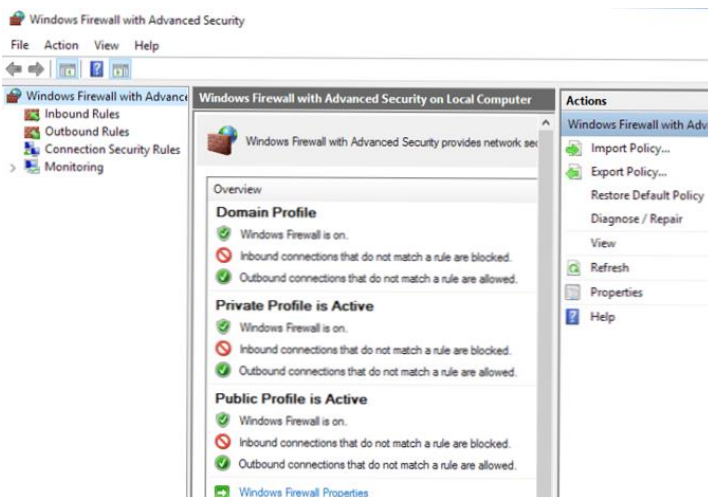 Windows Firewall with Advanced Security
File Action View Help
Windows Firewall with Advance
Inbound Rules
Outbound Rules
Connection Security Rules
Monitoring
Windows Firewall with Advanced Security on Local Computer
Windows Firewall with Advanced Security provides network sec
Overview
Domain Profile
Windows Firewall is on.
Inbound connections that do not match a rule are blocked.
Outbound connections that do not match a rule are allowed.
Private Profile is Active
Windows Firewall is on.
Inbound connections that do not match a rule are blocked.
Outbound connections that do not match a rule are allowed.
Public Profile is Active
Windows Firewall is on.
Inbound connections that do not match a rule are blocked.
Outbound connections that do not match a rule are allowed.
Windows Firewall Properties
Actions
Windows Firewall with Adv
Import Policy...
Export Policy...
Restore Default Policy
Diagnose / Repair
View
Refresh
Properties
Help